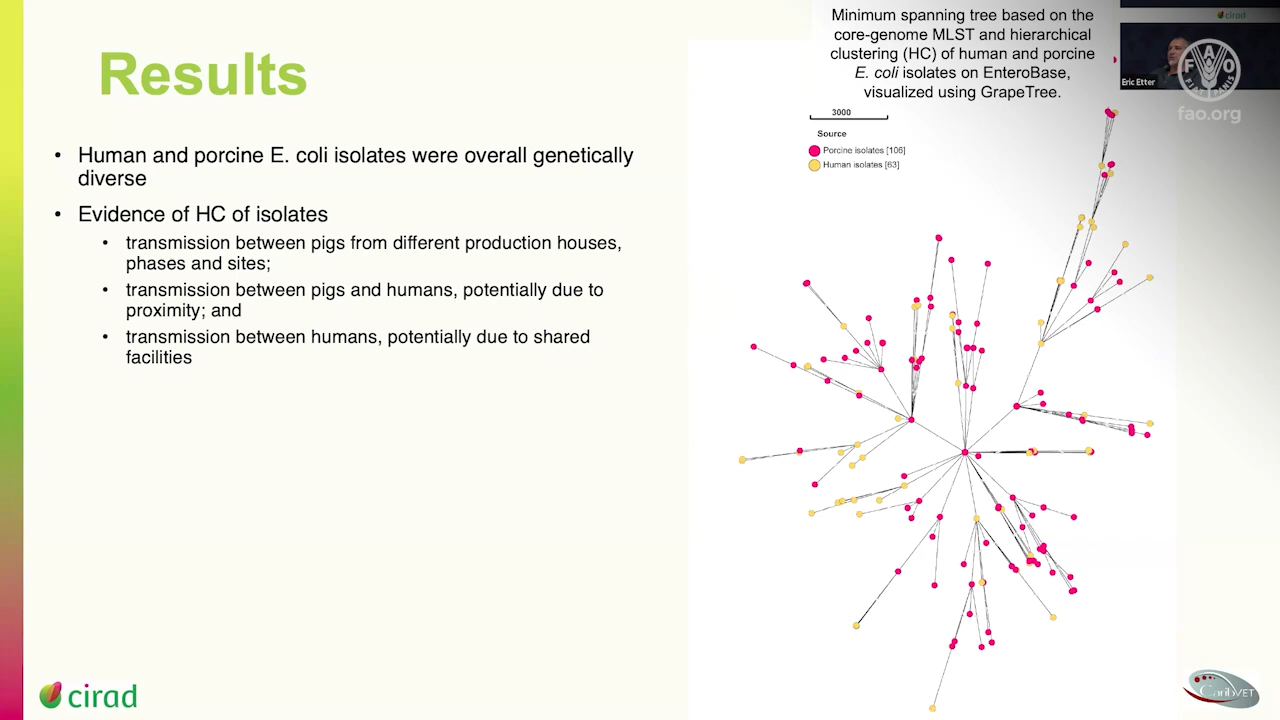 Results
• Human and porcine E. coli isolates were overall genetically
diverse
• Evidence of HC of isolates
• transmission between pigs from different production houses,
phases and sites;
• transmission between pigs and humans, potentially due to
proximity; and
• transmission between humans, potentially due to shared
facilities
Minimum spanning tree based on the
core-genome MLST and hierarchical
clustering (HC) of human and porcine
E. coli isolates on EnteroBase,
visualized using GrapeTree.
3000
Source
Porcine isolates [106]
Human isolates [63]
cirad
Eric Etter
FAO
FIAT PANIS
fao.org
cirad
CaribVET